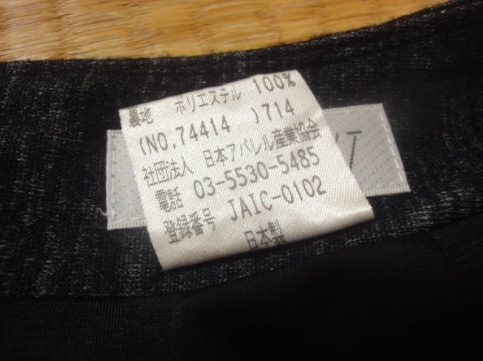 裏地 ポリエステル 100%
(NO.74414 )714
社団法人 日本アパレル産業協会
電話 03-5530-5485
登録番号 JAIC-0102
日本製